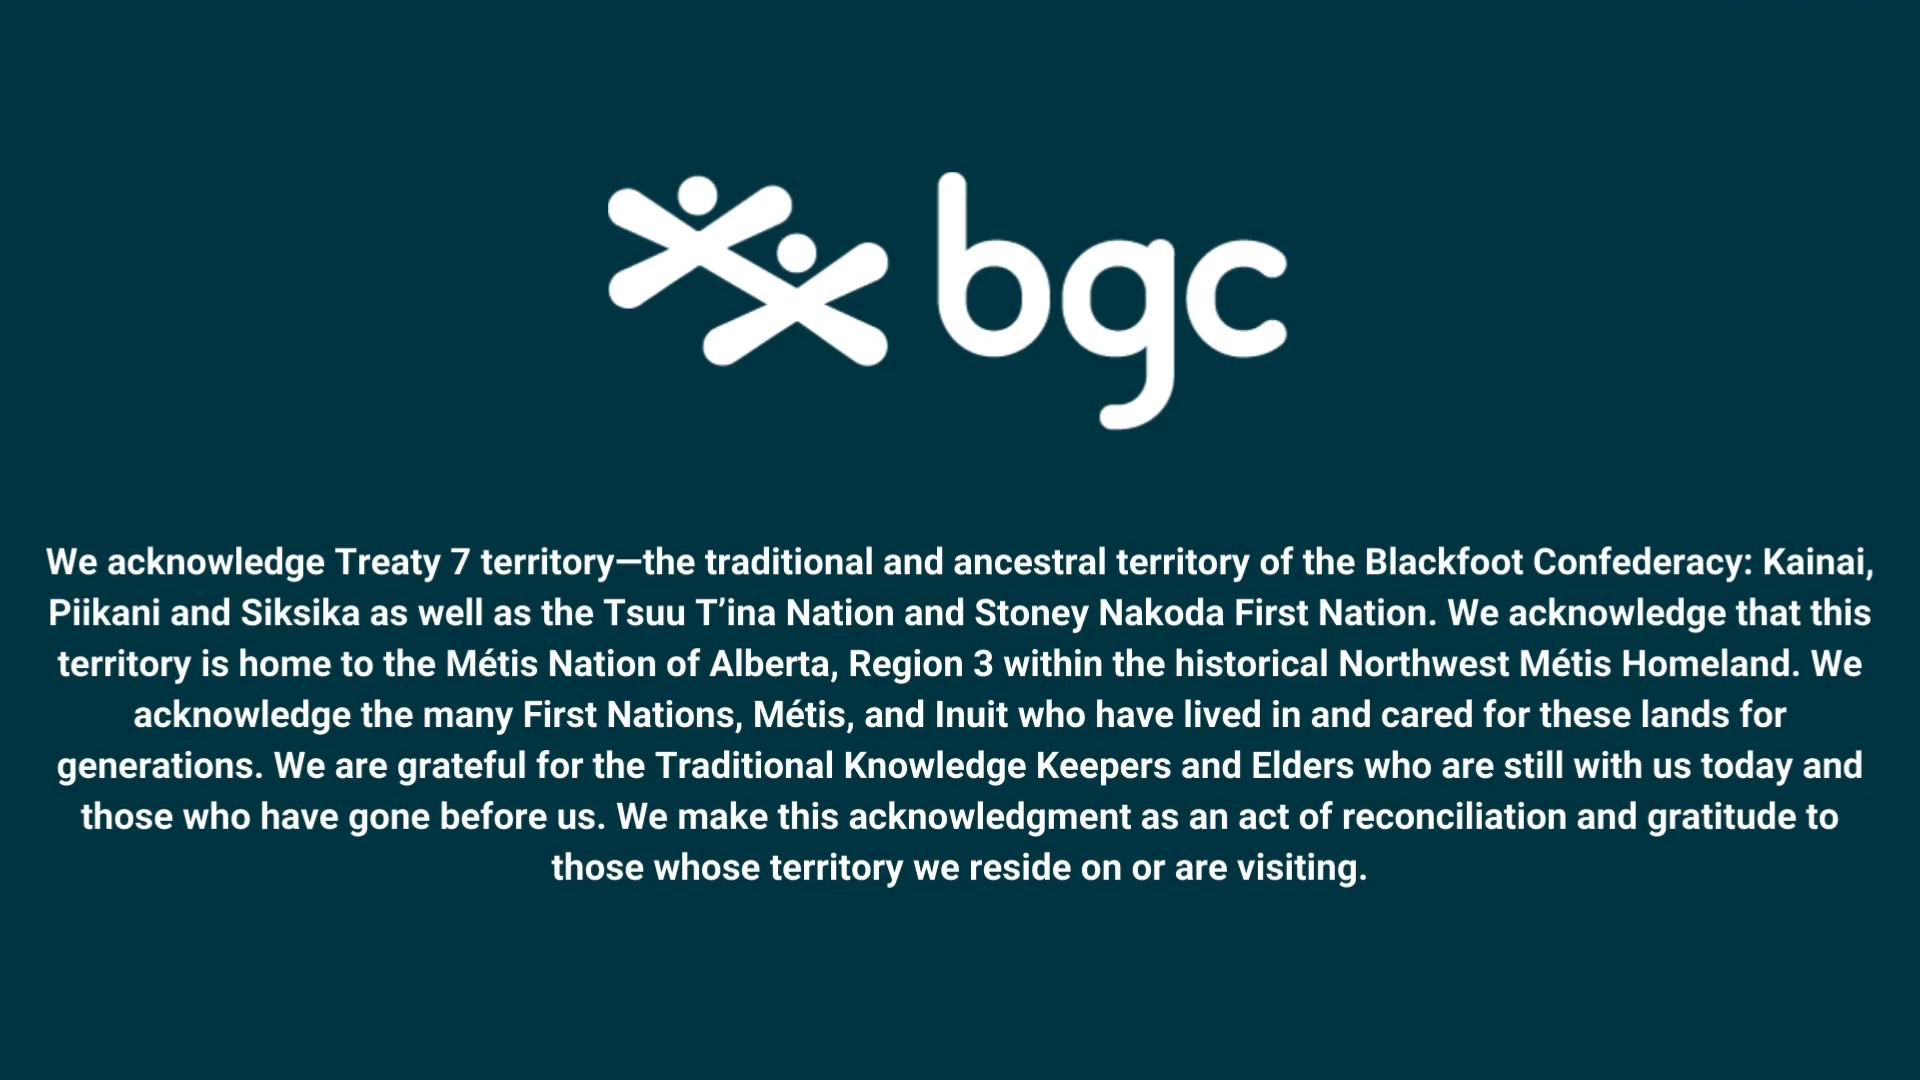 bgc
We acknowledge Treaty 7 territory—the traditional and ancestral territory of the Blackfoot Confederacy: Kainai,
Piikani and Siksika as well as the Tsuu T’ina Nation and Stoney Nakoda First Nation. We acknowledge that this
territory is home to the Métis Nation of Alberta, Region 3 within the historical Northwest Métis Homeland. We
acknowledge the many First Nations, Métis, and Inuit who have lived in and cared for these lands for
generations. We are grateful for the Traditional Knowledge Keepers and Elders who are still with us today and
those who have gone before us. We make this acknowledgment as an act of reconciliation and gratitude to
those whose territory we reside on or are visiting.